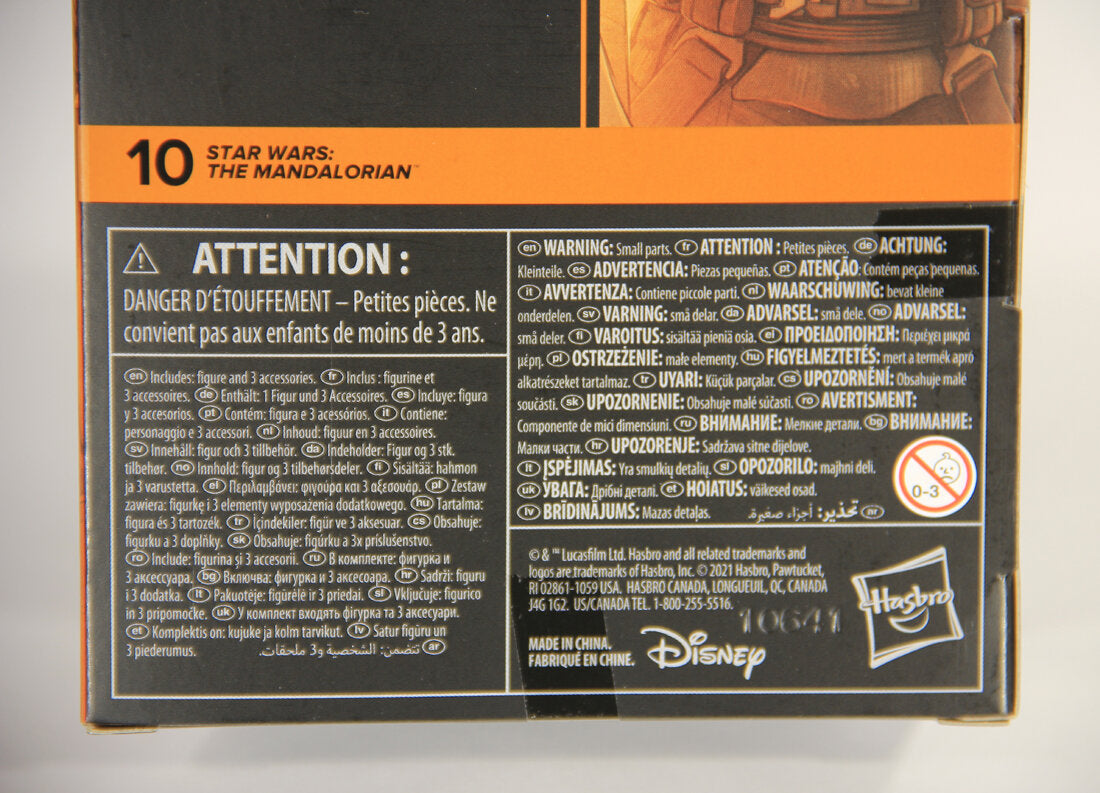 10 STAR WARS:
THE MANDALORIAN™
ATTENTION :
DANGER D'ÉTOUFFEMENT – Petites pièces. Ne
convient pas aux enfants de moins de 3 ans.
en Includes: figure and 3 accessories. fr Inclus : figurine et
3 accessoires. de Enthält: 1 Figur und 3 Accessoires. es Incluye: figura
y 3 accesorios. pt Contém: figura e 3 acessórios. it Contiene:
personaggio e 3 accessori. nl Inhoud: figuur en 3 accessoires.
sv Innehåll: figur och 3 tillbehör. da Indeholder: Figur og 3 stk.
tilbehør. no Innhold: figur og 3 tilbehørsdeler. fi Sisältää: hahmon
ja 3 varustetta. el Περιλαμβάνει: φιγούρα και 3 αξεσουάρ. pl Zestaw
zawiera: figurkę i 3 elementy wyposażenia dodatkowego. hu Tartalma:
figura és 3 tartozék. tr İçindekiler: figür ve 3 aksesuar. cs Obsahuje:
figurku a 3 doplňky. sk Obsahuje: figúrku a 3x príslušenstvo.
ro Include: figurina și 3 accesorii. ru В комплекте: фигурка и
3 аксессуара. bg Включва: фигурка и 3 аксесоара. hr Sadrži: figuru
i 3 dodatka. lt Pakuotėje: figūrėlė ir 3 priedai. sl Vključuje: figurico
in 3 pripomočke. uk У комплект входять фігурка та 3 аксесуари.
et Komplektis on: kujuke ja kolm tarvikut. lv Satur figūru un
3 piederumus. ar تتضمن: الشخصية و3 ملحقات.
en WARNING: Small parts. fr ATTENTION : Petites pièces. de ACHTUNG:
Kleinteile. es ADVERTENCIA: Piezas pequeñas. pt ATENÇÃO: Contém peças pequenas.
it AVVERTENZA: Contiene piccole parti. nl WAARSCHUWING: bevat kleine
onderdelen. sv VARNING: små delar. da ADVARSEL: små dele. no ADVARSEL:
små deler. fi VAROITUS: sisältää pieniä osia. el ΠΡΟΕΙΔΟΠΟΙΗΣΗ: Περιέχει μικρά
μέρη. pl OSTRZEŻENIE: małe elementy. hu FIGYELMEZTETÉS: mert a termék apró
alkatrészeket tartalmaz. tr UYARI: Küçük parçalar. cs UPOZORNĚNÍ: Obsahuje malé
součásti. sk UPOZORNENIE: Obsahuje malé súčasti. ro AVERTISMENT:
Componente de mici dimensiuni. ru ВНИМАНИЕ: Мелкие детали. bg ВНИМАНИЕ:
Малки части. hr UPOZORENJE: Sadržava sitne dijelove.
lt ĮSPĖJIMAS: Yra smulkių detalių. sl OPOZORILO: majhni deli.
uk УВАГА: Дрібні деталі. et HOIATUS: väikesed osad.
lv BRĪDINĀJUMS: Mazas detaļas. ar تحذير: أجزاء صغيرة.
0-3
© & ™ Lucasfilm Ltd. Hasbro and all related trademarks and
logos are trademarks of Hasbro, Inc. © 2021 Hasbro, Pawtucket,
RI 02861-1059 USA. HASBRO CANADA, LONGUEUIL, QC, CANADA
J4G 1G2. US/CANADA TEL. 1-800-255-5516.
10641
MADE IN CHINA.
FABRIQUÉ EN CHINE.
Disney
Hasbro